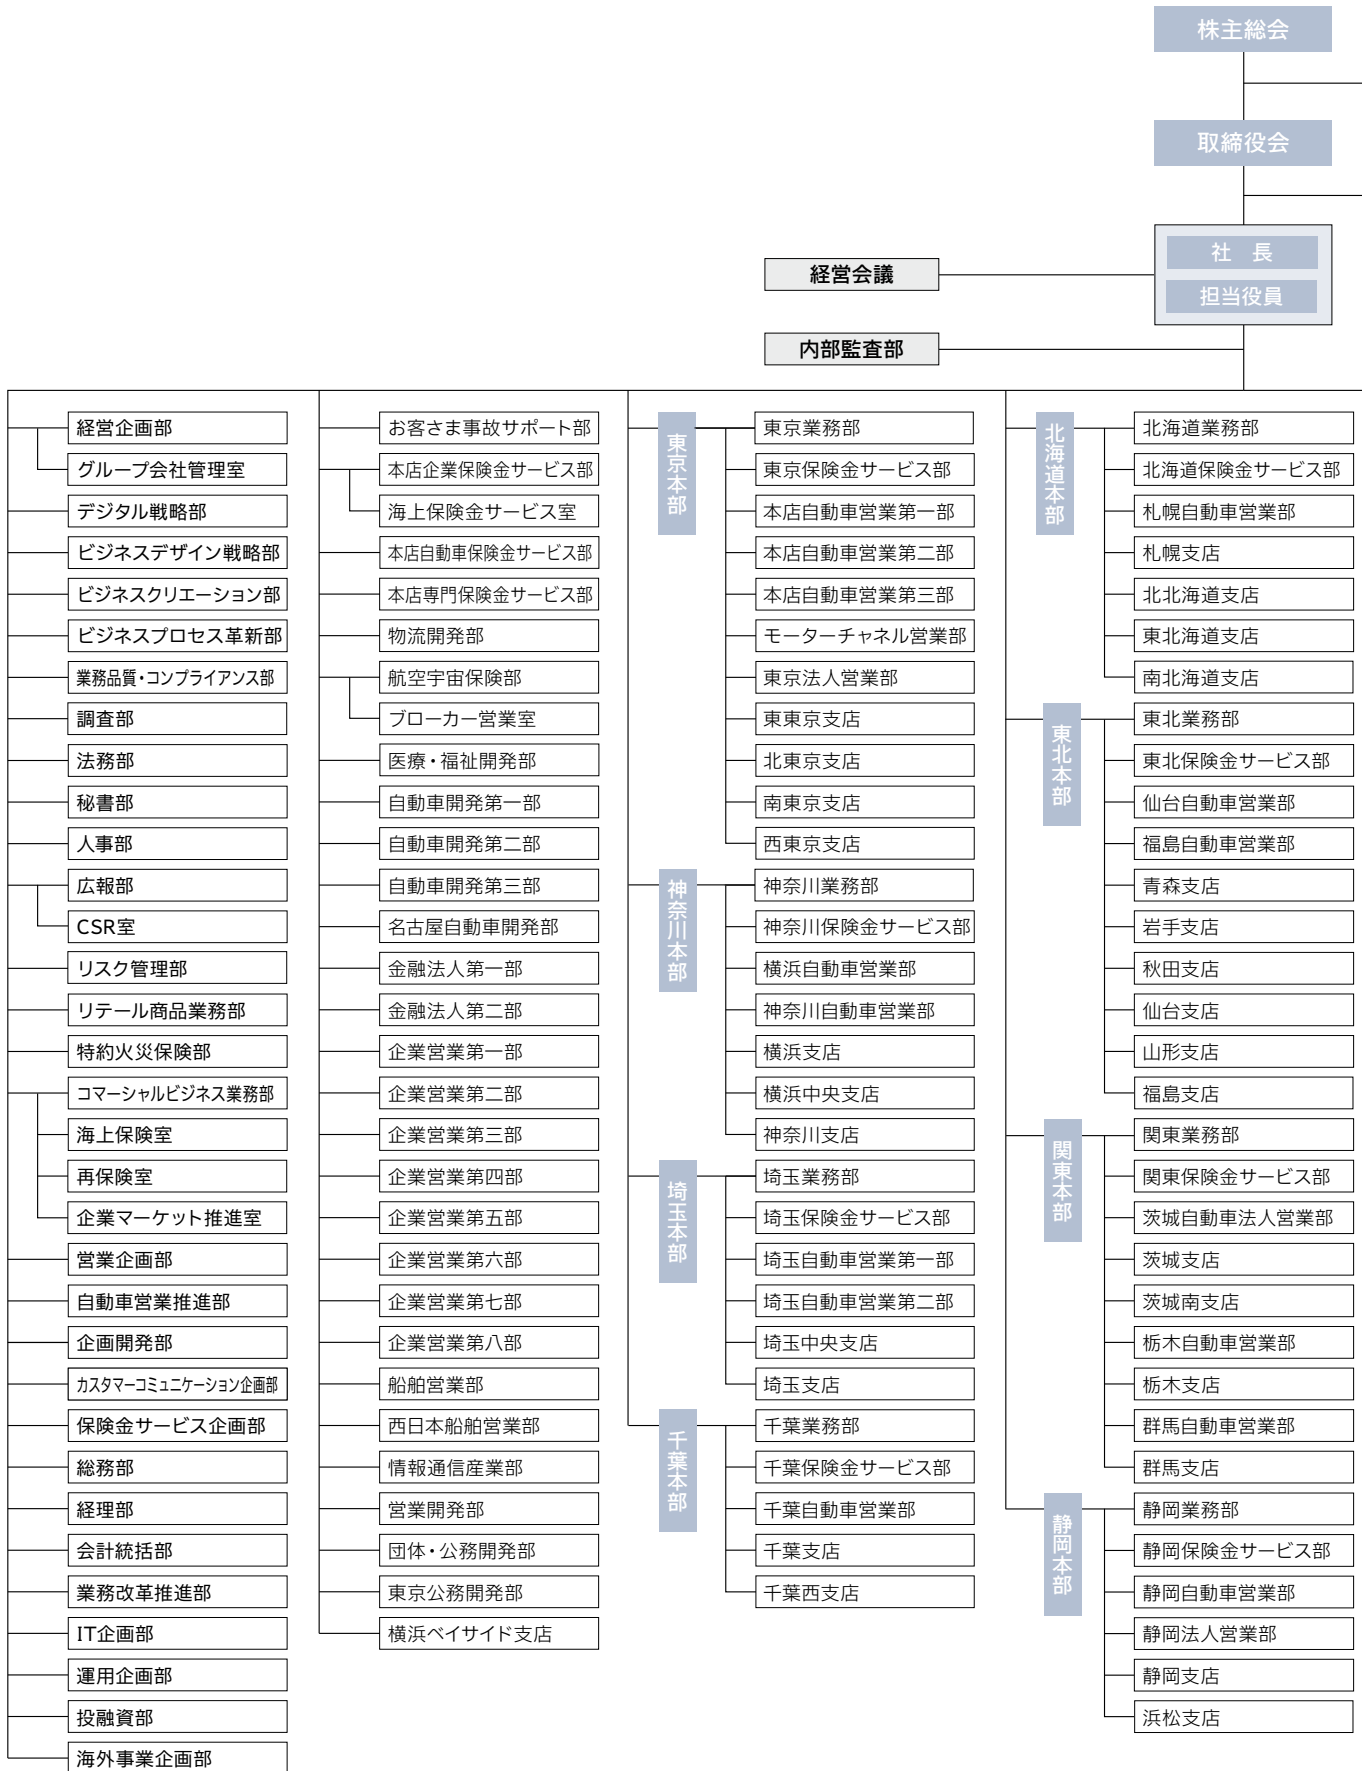 株主総会
取締役会
社　長
担当役員
経営会議
内部監査部
経営企画部
グループ会社管理室
デジタル戦略部
ビジネスデザイン戦略部
ビジネスクリエーション部
ビジネスプロセス革新部
業務品質・コンプライアンス部
調査部
法務部
秘書部
人事部
広報部
CSR室
リスク管理部
リテール商品業務部
特約火災保険部
コマーシャルビジネス業務部
海上保険室
再保険室
企業マーケット推進室
営業企画部
自動車営業推進部
企画開発部
カスタマーコミュニケーション企画部
保険金サービス企画部
総務部
経理部
会計統括部
業務改革推進部
IT企画部
運用企画部
投融資部
海外事業企画部
お客さま事故サポート部
本店企業保険金サービス部
海上保険金サービス室
本店自動車保険金サービス部
本店専門保険金サービス部
物流開発部
航空宇宙保険部
ブローカー営業室
医療・福祉開発部
自動車開発第一部
自動車開発第二部
自動車開発第三部
名古屋自動車開発部
金融法人第一部
金融法人第二部
企業営業第一部
企業営業第二部
企業営業第三部
企業営業第四部
企業営業第五部
企業営業第六部
企業営業第七部
企業営業第八部
船舶営業部
西日本船舶営業部
情報通信産業部
営業開発部
団体・公務開発部
東京公務開発部
横浜ベイサイド支店
東京本部
東京業務部
東京保険金サービス部
本店自動車営業第一部
本店自動車営業第二部
本店自動車営業第三部
モーターチャネル営業部
東京法人営業部
東東京支店
北東京支店
南東京支店
西東京支店
神奈川本部
神奈川業務部
神奈川保険金サービス部
横浜自動車営業部
神奈川自動車営業部
横浜支店
横浜中央支店
神奈川支店
埼玉本部
埼玉業務部
埼玉保険金サービス部
埼玉自動車営業第一部
埼玉自動車営業第二部
埼玉中央支店
埼玉支店
千葉本部
千葉業務部
千葉保険金サービス部
千葉自動車営業部
千葉支店
千葉西支店
北海道本部
北海道業務部
北海道保険金サービス部
札幌自動車営業部
札幌支店
北北海道支店
東北海道支店
南北海道支店
東北本部
東北業務部
東北保険金サービス部
仙台自動車営業部
福島自動車営業部
青森支店
岩手支店
秋田支店
仙台支店
山形支店
福島支店
関東本部
関東業務部
関東保険金サービス部
茨城自動車法人営業部
茨城支店
茨城南支店
栃木自動車営業部
栃木支店
群馬自動車営業部
群馬支店
静岡本部
静岡業務部
静岡保険金サービス部
静岡自動車営業部
静岡法人営業部
静岡支店
浜松支店